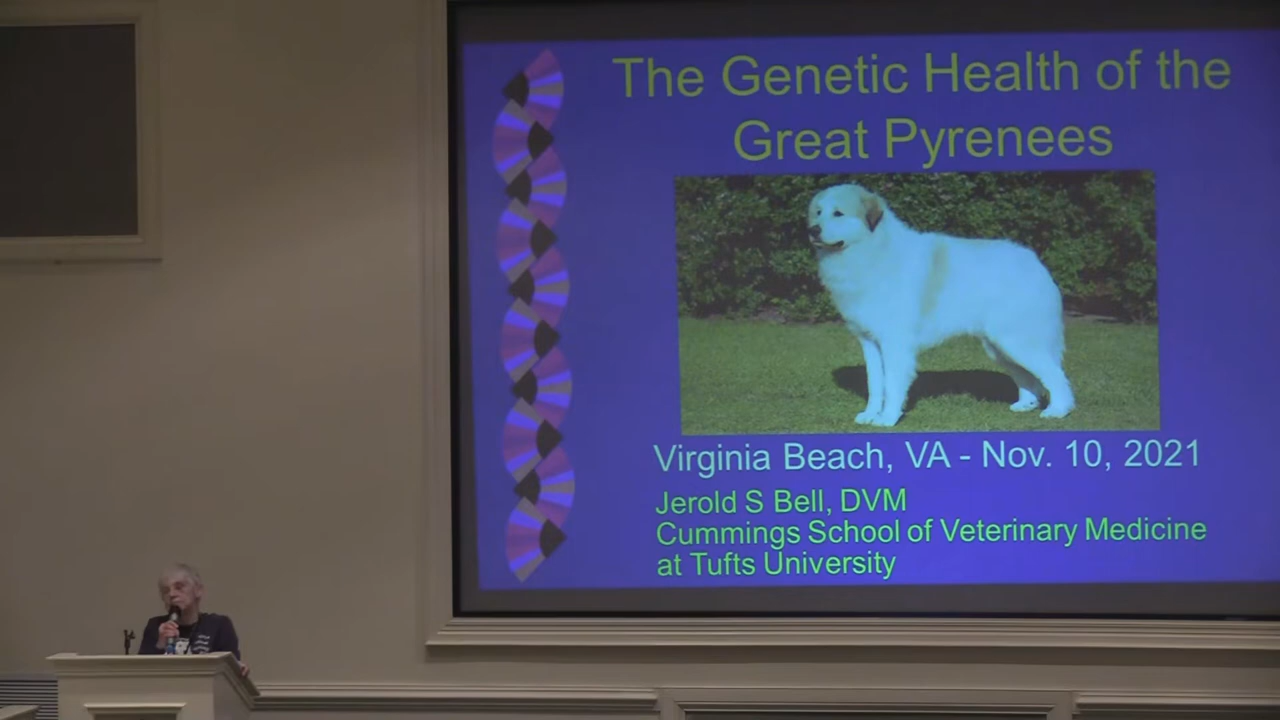 The Genetic Health of the
Great Pyrenees
Virginia Beach, VA - Nov. 10, 2021
Jerold S Bell, DVM
Cummings School of Veterinary Medicine
at Tufts University